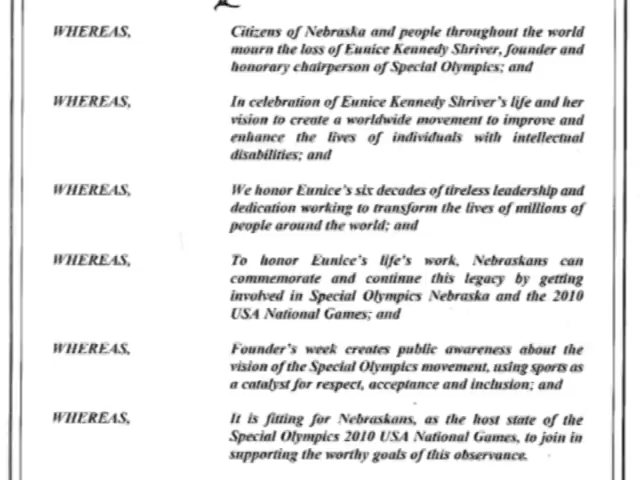 WHEREAS, Citizens of Nebraska and people throughout the world
mourn the loss of Eunice Kennedy Shriver, founder and
honorary chairperson of Special Olympics; and
WHEREAS, In celebration of Eunice Kennedy Shriver's life and her
vision to create a worldwide movement to improve and
enhance the lives of individuals with intellectual
disabilities; and
WHEREAS, We honor Eunice's six decades of tireless leadership and
dedication working to transform the lives of millions of
people around the world; and
WHEREAS, To honor Eunice's life's work, Nebraskans can
commemorate and continue this legacy by getting
involved in Special Olympics Nebraska and the 2010
USA National Games; and
WHEREAS, Founder's week creates public awareness about the
vision of the Special Olympics movement, using sports as
a catalyst for respect, acceptance and inclusion; and
WHEREAS, It is fitting for Nebraskans, as the host state of the
Special Olympics 2010 USA National Games, to join in
supporting the worthy goals of this observance.